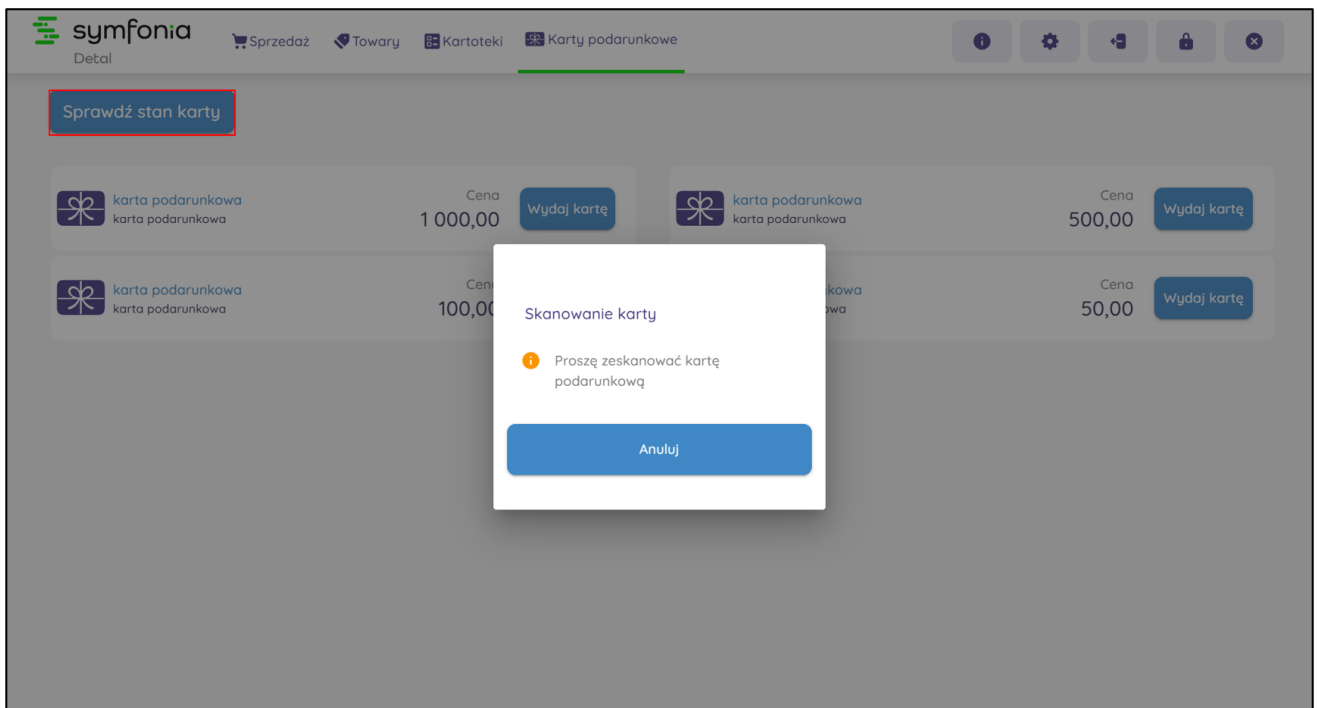 symfonia
Detal
Sprzedaż Towary Kartoteki Karty podarunkowe
Sprawdź stan karty
karta podarunkowa
karta podarunkowa
Cena
1 000,00
Wydaj kartę
karta podarunkowa
karta podarunkowa
Cena
500,00
Wydaj kartę
karta podarunkowa
karta podarunkowa
Cen
100,00
Cena
50,00
Wydaj kartę
Skanowanie karty
Proszę zeskanować kartę
podarunkową
Anuluj